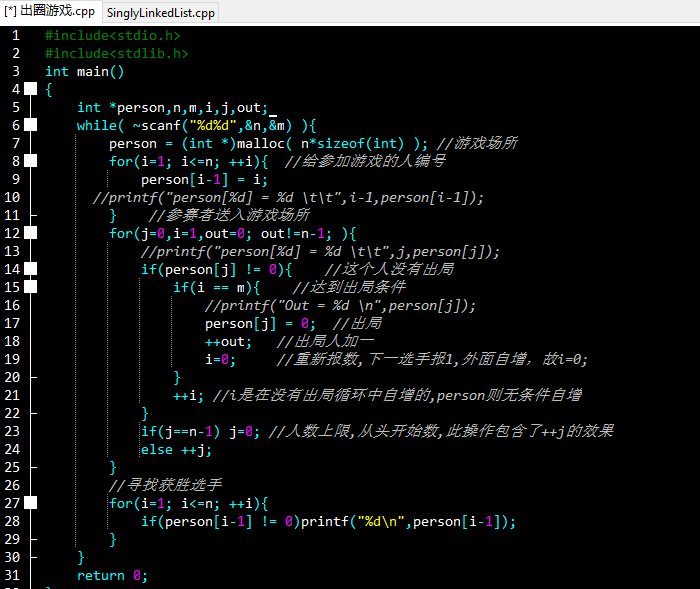 [*] 出圈游戏.cpp SinglyLinkedList.cpp
1 #include<stdio.h>
2 #include<stdlib.h>
3 int main()
4 {
5 int *person,n,m,i,j,out;
6 while( ~scanf("%d%d",&n,&m) ){
7 person = (int *)malloc( n*sizeof(int) ); //游戏场所
8 for(i=1; i<=n; ++i){ //给参加游戏的人编号
9 person[i-1] = i;
10 //printf("person[%d] = %d \t\t",i-1,person[i-1]);
11 } //参赛者送入游戏场所
12 for(j=0,i=1,out=0; out!=n-1; ){
13 //printf("person[%d] = %d \t\t",j,person[j]);
14 if(person[j] != 0){ //这个人没有出局
15 if(i == m){ //达到出局条件
16 //printf("Out = %d \n",person[j]);
17 person[j] = 0; //出局
18 ++out; //出局人加一
19 i=0; //重新报数,下一选手报1,外面自增，故i=0;
20 }
21 ++i; //i是在没有出局循环中自增的,person则无条件自增
22 }
23 if(j==n-1) j=0; //人数上限,从头开始数,此操作包含了++j的效果
24 else ++j;
25 }
26 //寻找获胜选手
27 for(i=1; i<=n; ++i){
28 if(person[i-1] != 0)printf("%d\n",person[i-1]);
29 }
30 }
31 return 0;